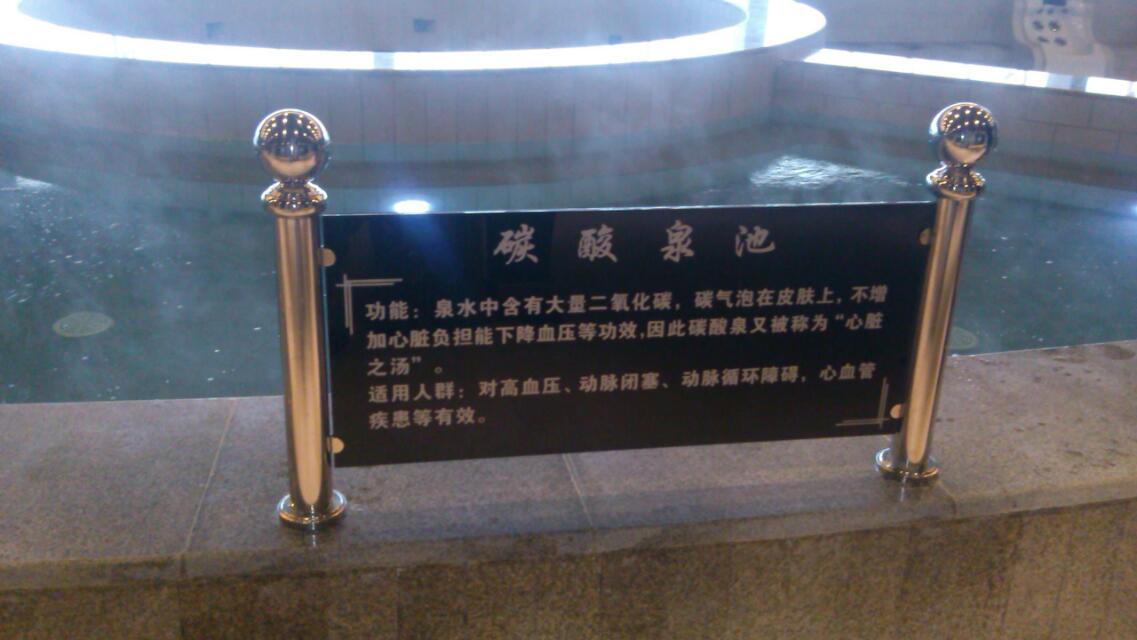 碳酸泉池
功能：泉水中含有大量二氧化碳，碳气泡在皮肤上，不增
加心脏负担能下降血压等功效,因此碳酸泉又被称为“心脏
之汤”。
适用人群：对高血压、动脉闭塞、动脉循环障碍，心血管
疾患等有效。